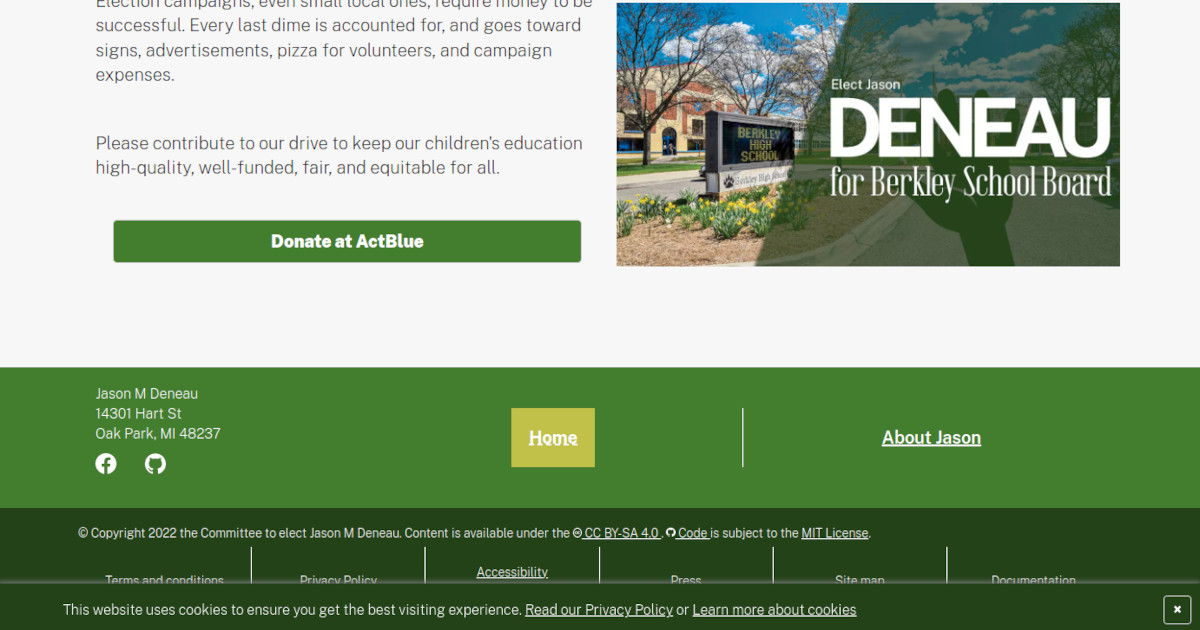 Election campaigns, even small local ones, require money to be
successful. Every last dime is accounted for, and goes toward
signs, advertisements, pizza for volunteers, and campaign
expenses.
Please contribute to our drive to keep our children's education
high-quality, well-funded, fair, and equitable for all.
Donate at ActBlue
BERKLEY
HIGH
SCHOOL
Berkley High School
Elect Jason
DENEAU
for Berkley School Board
Jason M Deneau
14301 Hart St
Oak Park, MI 48237
Home
About Jason
© Copyright 2022 the Committee to elect Jason M Deneau. Content is available under the CC BY-SA 4.0. Code is subject to the MIT License.
Terms and conditions
Privacy Policy
Accessibility
Press
Site map
Documentation
This website uses cookies to ensure you get the best visiting experience. Read our Privacy Policy or Learn more about cookies
×